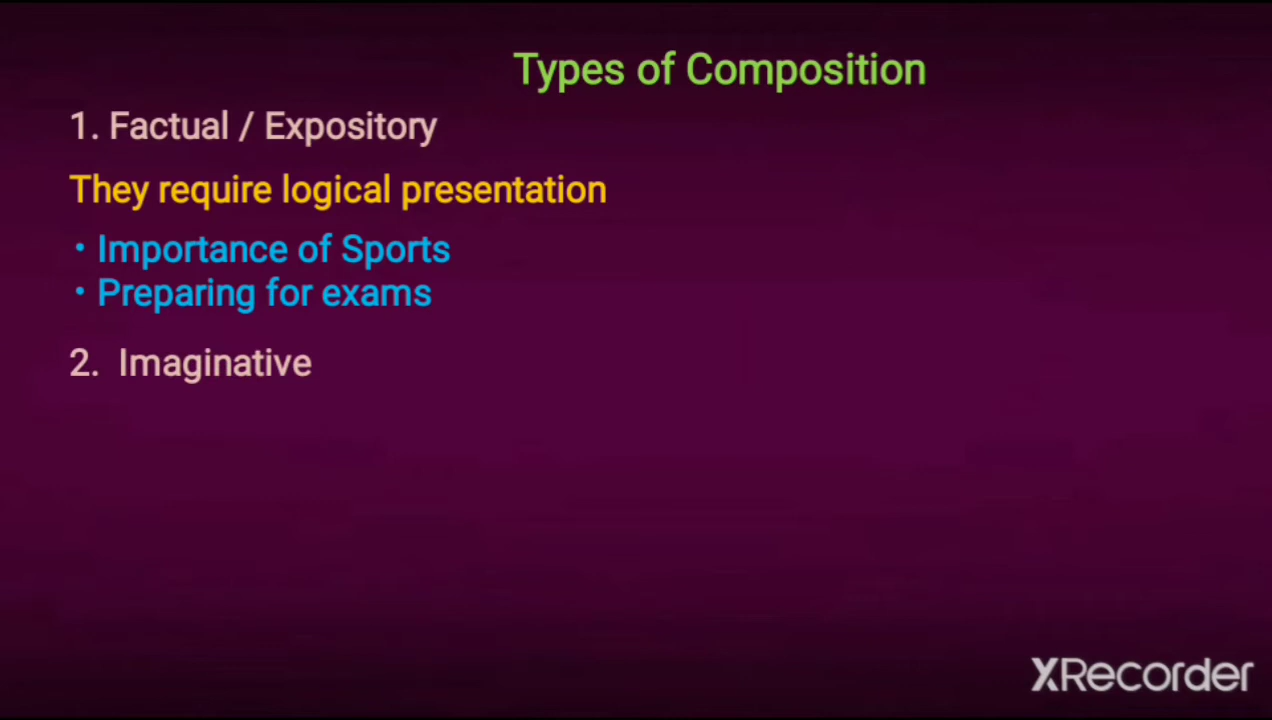 Types of Composition
1. Factual / Expository
They require logical presentation
• Importance of Sports
• Preparing for exams
2. Imaginative
XRecorder